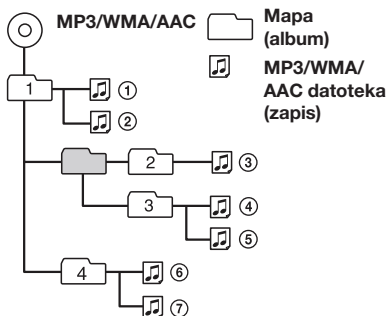 MP3/WMA/AAC
Mapa
(album)
MP3/WMA/
AAC datoteka
(zapis)
1
①
②
2
③
3
④
⑤
4
⑥
⑦